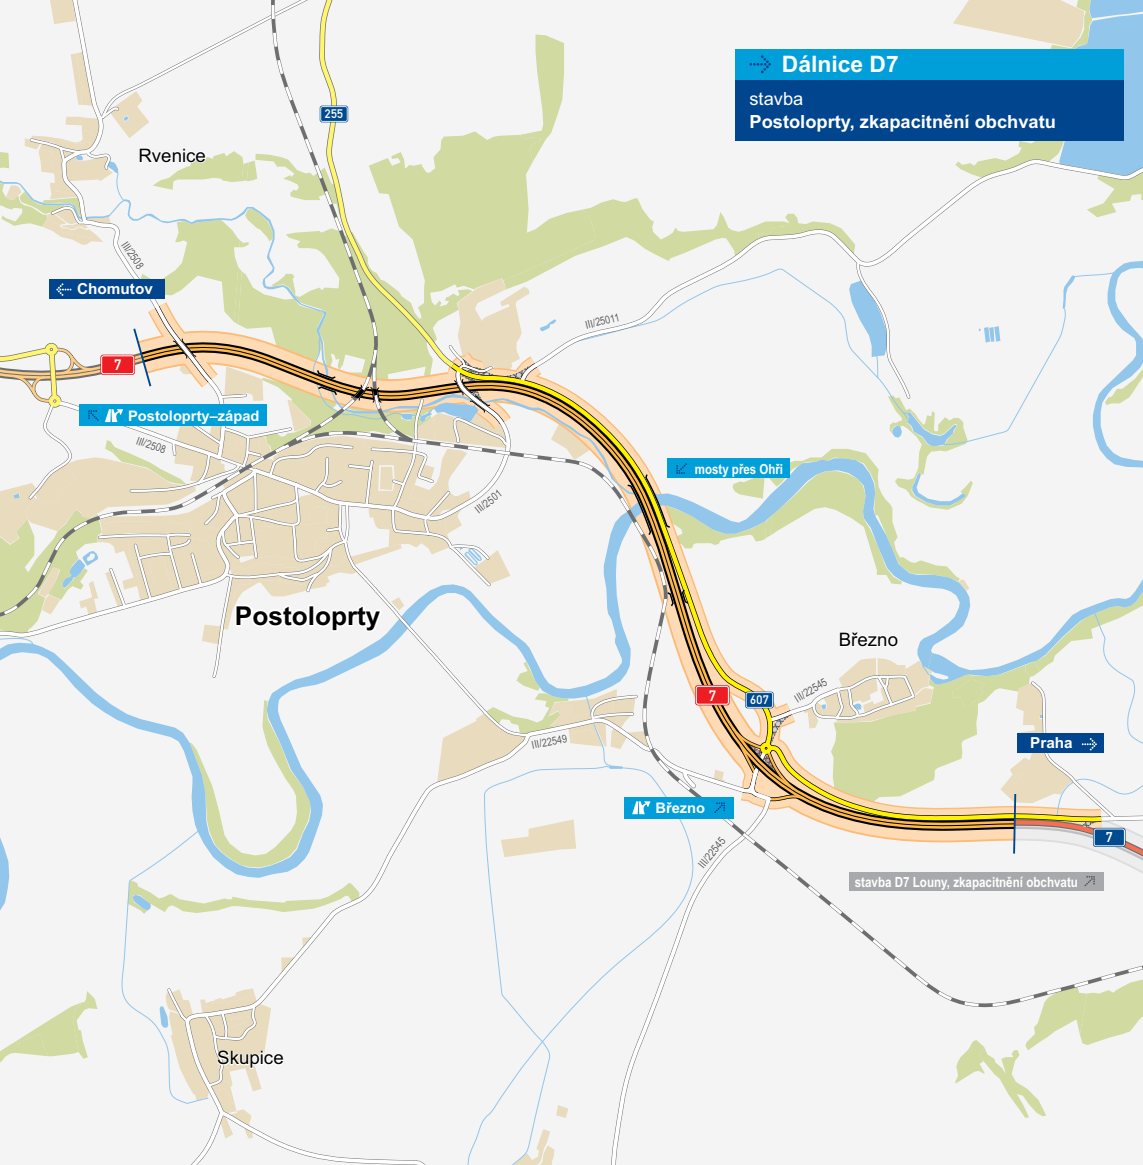 Dálnice D7
stavba
Postoloprty, zkapacitnění obchvatu
255
Rvenice
III/2508
Chomutov
III/25011
7
Postoloprty–západ
III/2508
mosty přes Ohři
III/2501
Postoloprty
Březno
7
607
III/22545
III/22549
Praha
Březno
7
III/22545
stavba D7 Louny, zkapacitnění obchvatu
Skupice